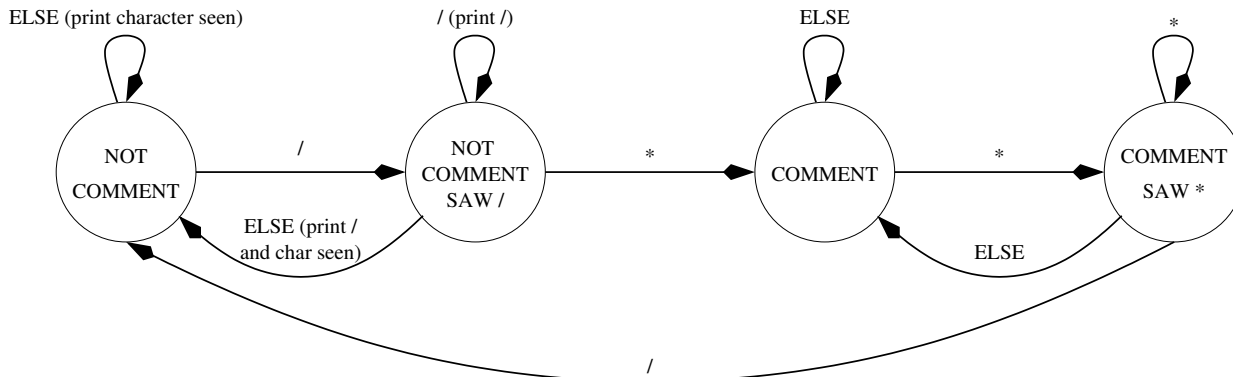 ELSE (print character seen)
/ (print /)
ELSE
*
NOT
COMMENT
/
NOT
COMMENT
SAW /
*
COMMENT
*
COMMENT
SAW *
ELSE (print /
and char seen)
ELSE
/